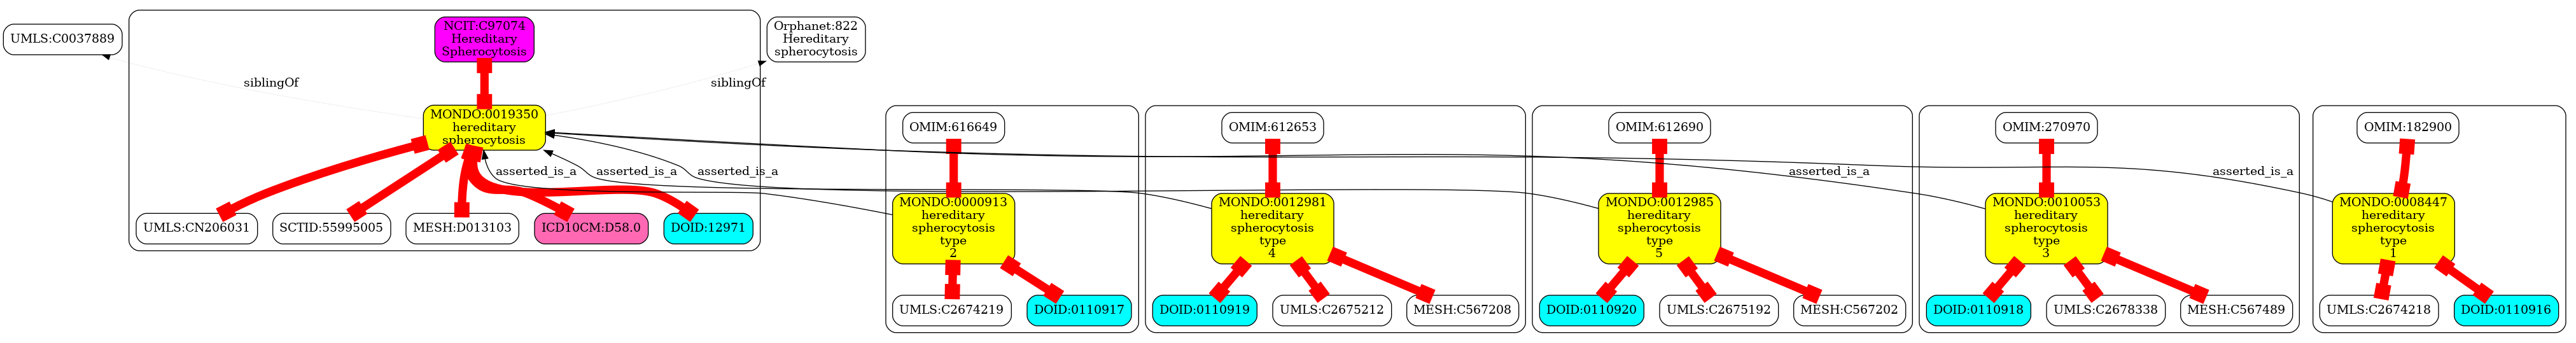 UMLS:C0037889
NCIT:C97074
Hereditary
Spherocytosis
Orphanet:822
Hereditary
spherocytosis
siblingOf
siblingOf
MONDO:0019350
hereditary
spherocytosis
OMIM:616649
OMIM:612653
OMIM:612690
OMIM:270970
OMIM:182900
asserted_is_a
asserted_is_a
asserted_is_a
asserted_is_a
asserted_is_a
UMLS:CN206031
SCTID:55995005
MESH:D013103
ICD10CM:D58.0
DOID:12971
MONDO:0000913
hereditary
spherocytosis
type
2
MONDO:0012981
hereditary
spherocytosis
type
4
MONDO:0012985
hereditary
spherocytosis
type
5
MONDO:0010053
hereditary
spherocytosis
type
3
MONDO:0008447
hereditary
spherocytosis
type
1
UMLS:C2674219
DOID:0110917
DOID:0110919
UMLS:C2675212
MESH:C567208
DOID:0110920
UMLS:C2675192
MESH:C567202
DOID:0110918
UMLS:C2678338
MESH:C567489
UMLS:C2674218
DOID:0110916